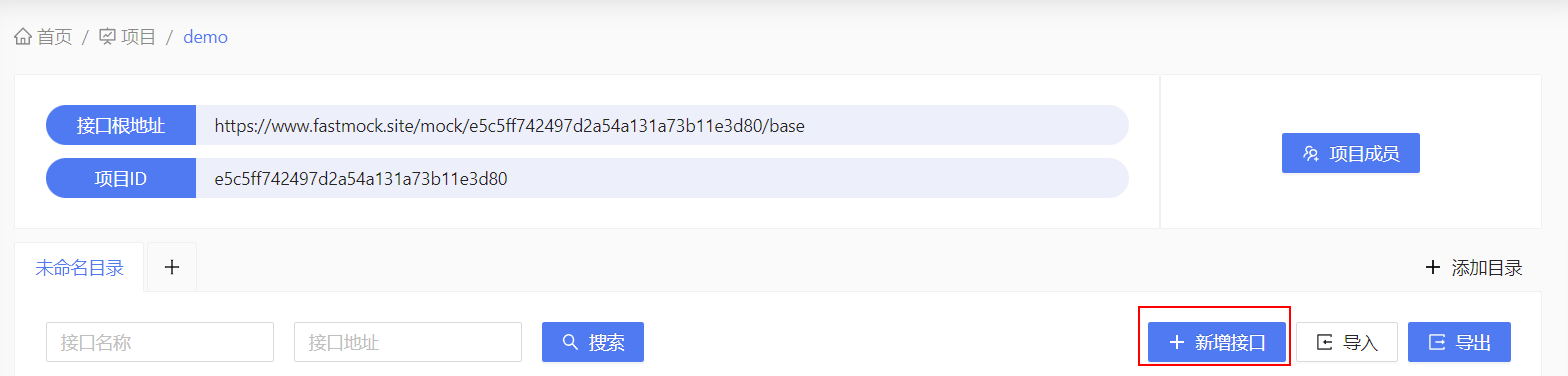 首页 / 项目 / demo
接口根地址 https://www.fastmock.site/mock/e5c5ff742497d2a54a131a73b11e3d80/base
项目ID e5c5ff742497d2a54a131a73b11e3d80
项目成员
未命名目录 + + 添加目录
接口名称 接口地址 搜索 + 新增接口 导入 导出